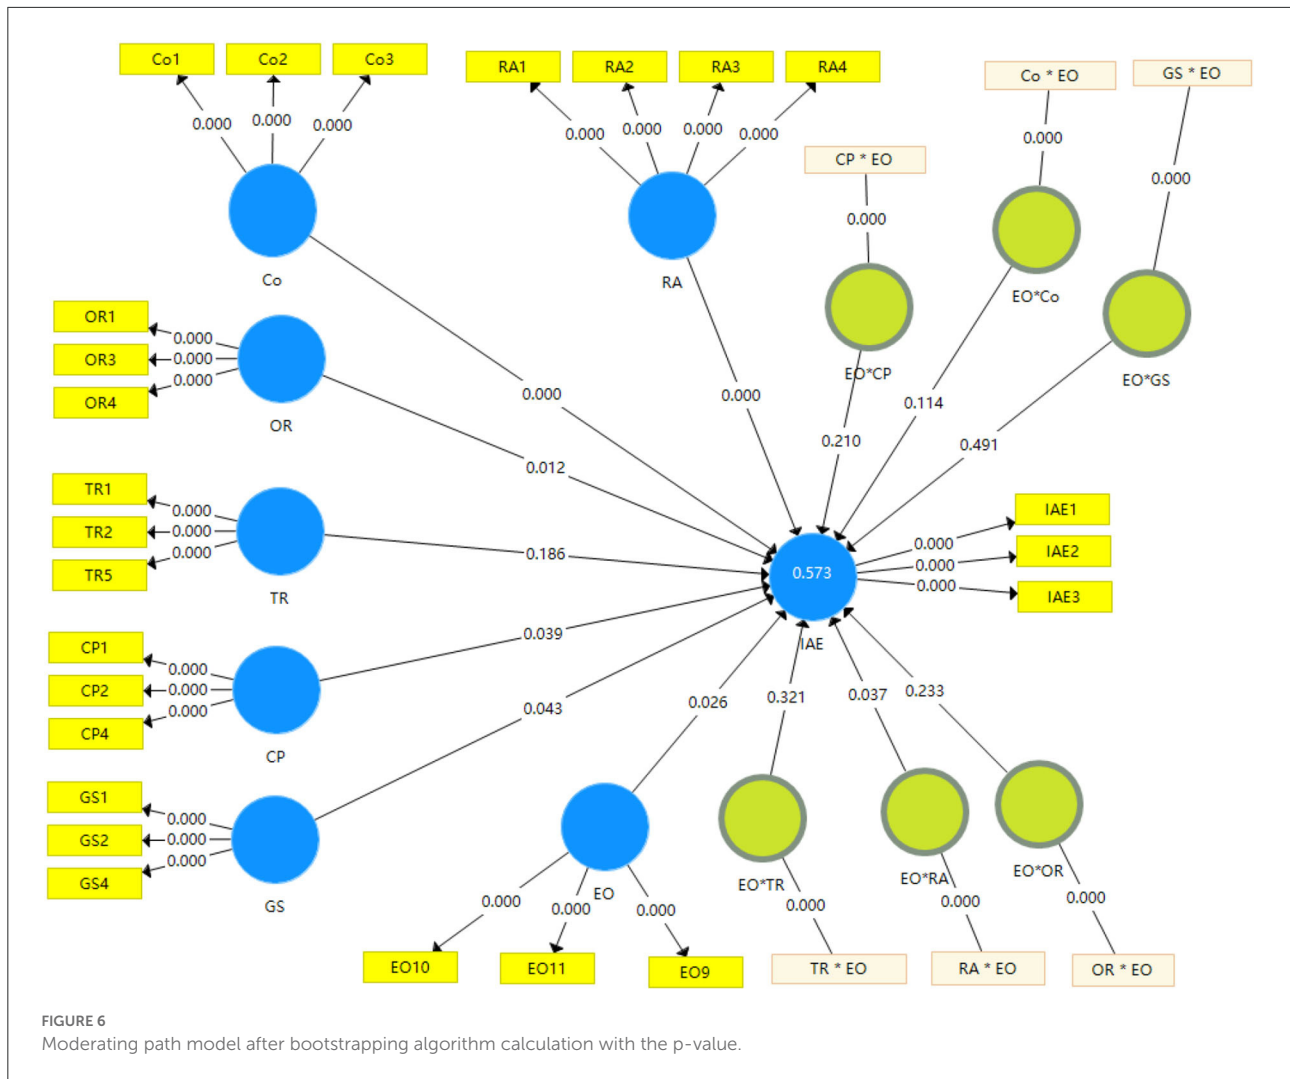 Co1 Co2 Co3
RA1 RA2 RA3 RA4
Co * EO GS * EO
0.000 0.000 0.000
0.000 0.000 0.000 0.000
0.000
CP * EO
0.000
0.000
Co
RA
EO*Co
OR1
OR3
OR4
0.000
0.000
0.000
OR
EO*CP
EO*GS
0.000
0.000
0.210
0.114
0.491
0.012
TR1
TR2
TR5
0.000
0.000
0.000
TR
0.186
0.573
IAE
0.000
0.000
0.000
IAE1
IAE2
IAE3
CP1
CP2
CP4
0.000
0.000
0.000
CP
0.039
0.043
0.026
0.321
0.037
0.233
GS1
GS2
GS4
0.000
0.000
0.000
GS
EO
EO*TR
EO*RA
EO*OR
0.000 0.000 0.000
0.000 0.000 0.000
EO10 EO11 EO9
TR * EO RA * EO OR * EO
FIGURE 6
Moderating path model after bootstrapping algorithm calculation with the p-value.